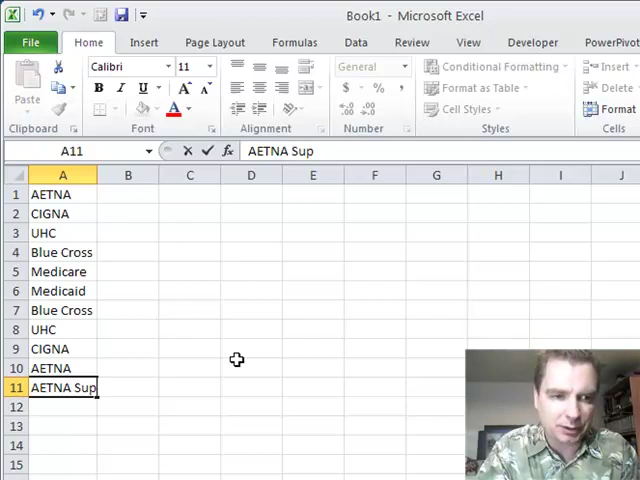 Book1 - Microsoft Excel
File Home Insert Page Layout Formulas Data Review View Developer PowerPivot
Paste
Calibri 11
B I U
A A
General
$ % ,
Conditional Formatting
Format as Table
Cell Styles
Insert
Delete
Format
Clipboard Font Alignment Number Styles
A11 fx AETNA Sup
A B C D E F G H I J
1 AETNA
2 CIGNA
3 UHC
4 Blue Cross
5 Medicare
6 Medicaid
7 Blue Cross
8 UHC
9 CIGNA
10 AETNA
11 AETNA Sup
12
13
14
15